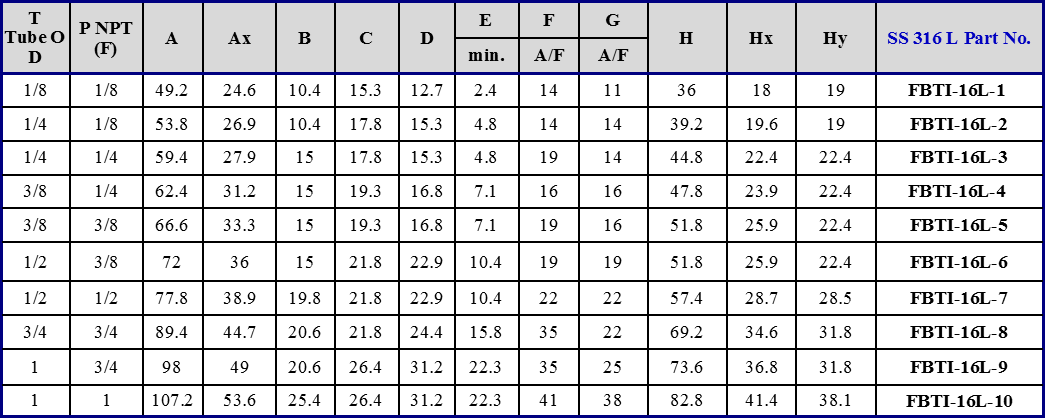 T Tube O D P NPT (F) A Ax B C D E min. F A/F G A/F H Hx Hy SS 316 L Part No.
1/8 1/8 49.2 24.6 10.4 15.3 12.7 2.4 14 11 36 18 19 FBTI-16L-1
1/4 1/8 53.8 26.9 10.4 17.8 15.3 4.8 14 14 39.2 19.6 19 FBTI-16L-2
1/4 1/4 59.4 27.9 15 17.8 15.3 4.8 19 14 44.8 22.4 22.4 FBTI-16L-3
3/8 1/4 62.4 31.2 15 19.3 16.8 7.1 16 16 47.8 23.9 22.4 FBTI-16L-4
3/8 3/8 66.6 33.3 15 19.3 16.8 7.1 19 16 51.8 25.9 22.4 FBTI-16L-5
1/2 3/8 72 36 15 21.8 22.9 10.4 19 19 51.8 25.9 22.4 FBTI-16L-6
1/2 1/2 77.8 38.9 19.8 21.8 22.9 10.4 22 22 57.4 28.7 28.5 FBTI-16L-7
3/4 3/4 89.4 44.7 20.6 21.8 24.4 15.8 35 22 69.2 34.6 31.8 FBTI-16L-8
1 3/4 98 49 20.6 26.4 31.2 22.3 35 25 73.6 36.8 31.8 FBTI-16L-9
1 1 107.2 53.6 25.4 26.4 31.2 22.3 41 38 82.8 41.4 38.1 FBTI-16L-10